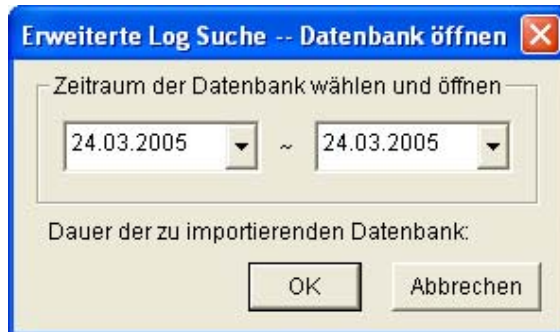 Erweiterte Log Suche -- Datenbank öffnen
Zeitraum der Datenbank wählen und öffnen
24.03.2005 ~ 24.03.2005
Dauer der zu importierenden Datenbank:
OK Abbrechen